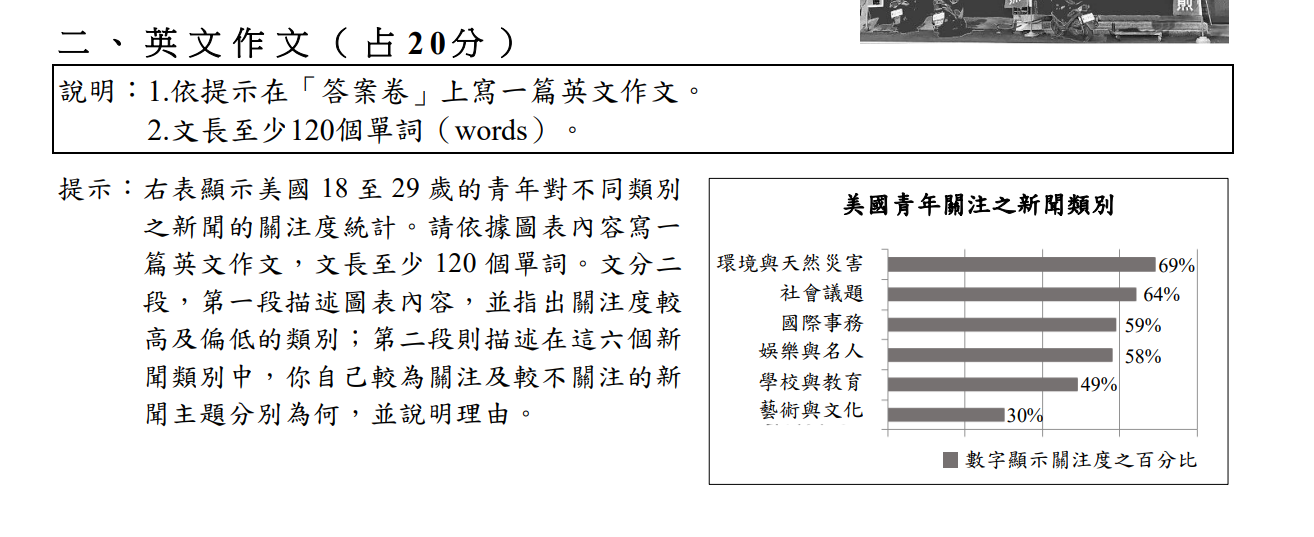 煎
二、英文作文（占20分）
說明：1.依提示在「答案卷」上寫一篇英文作文。
2.文長至少120個單詞（words）。
提示：右表顯示美國 18 至 29 歲的青年對不同類別
之新聞的關注度統計。請依據圖表內容寫一
篇英文作文，文長至少 120 個單詞。文分二
段，第一段描述圖表內容，並指出關注度較
高及偏低的類別；第二段則描述在這六個新
聞類別中，你自己較為關注及較不關注的新
聞主題分別為何，並說明理由。
美國青年關注之新聞類別
環境與天然災害 69%
社會議題 64%
國際事務 59%
娛樂與名人 58%
學校與教育 49%
藝術與文化 30%
數字顯示關注度之百分比